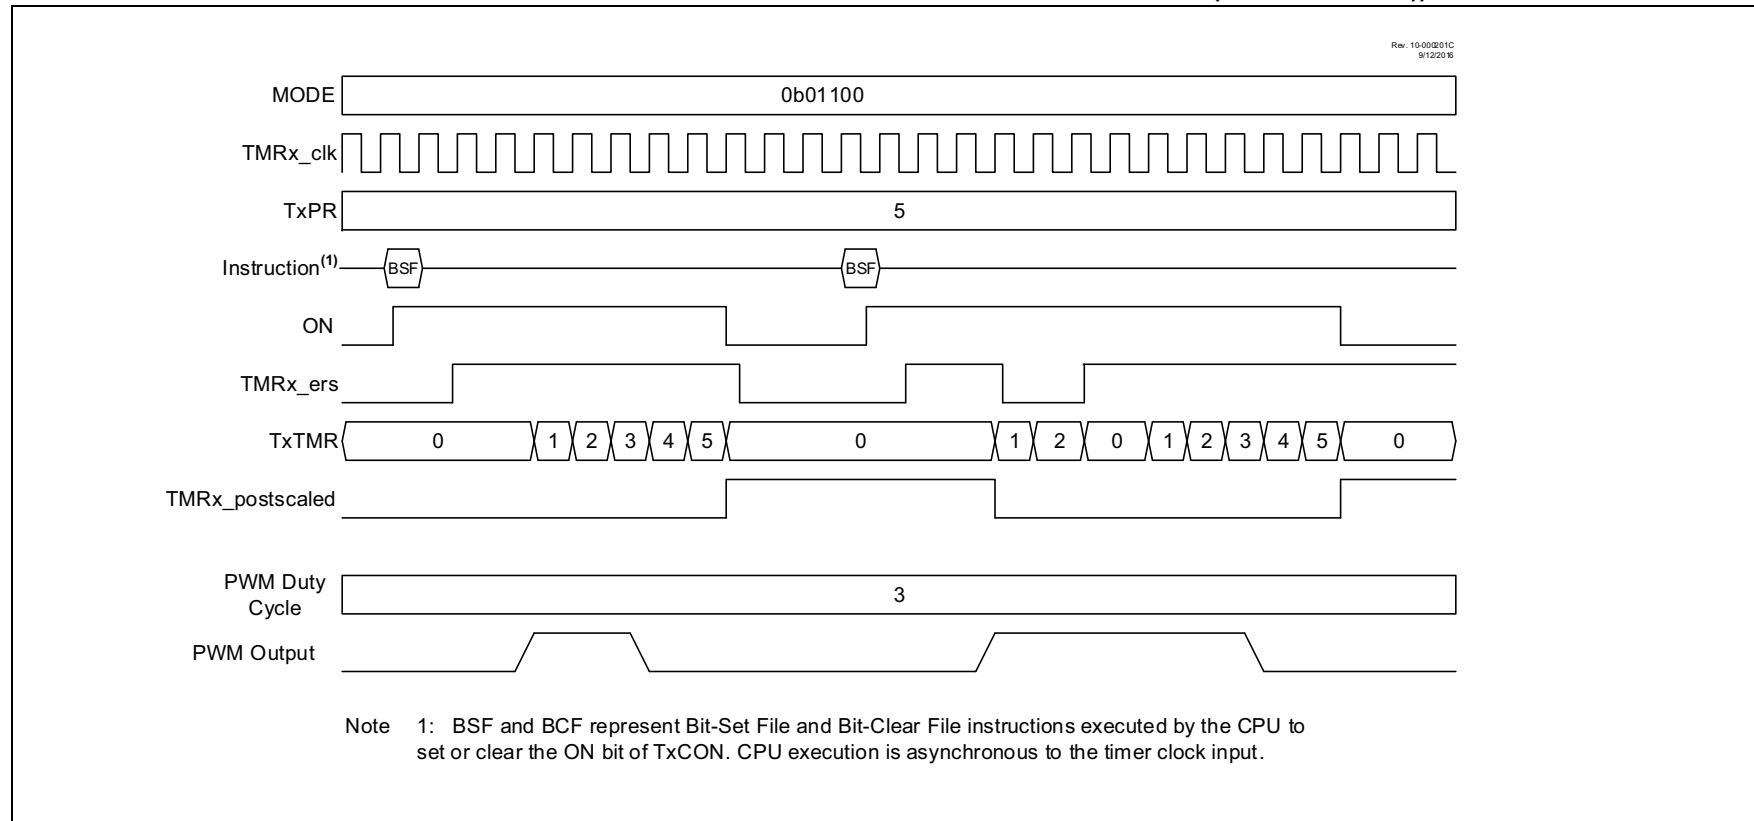 Rev. 10-000201C
9/12/2016
MODE 0b01100
TMRx_clk
TxPR 5
Instruction(1) BSF BSF
ON
TMRx_ers
TxTMR 0 1 2 3 4 5 0 1 2 0 1 2 3 4 5 0
TMRx_postscaled
PWM Duty
Cycle 3
PWM Output
Note 1: BSF and BCF represent Bit-Set File and Bit-Clear File instructions executed by the CPU to
set or clear the ON bit of TxCON. CPU execution is asynchronous to the timer clock input.